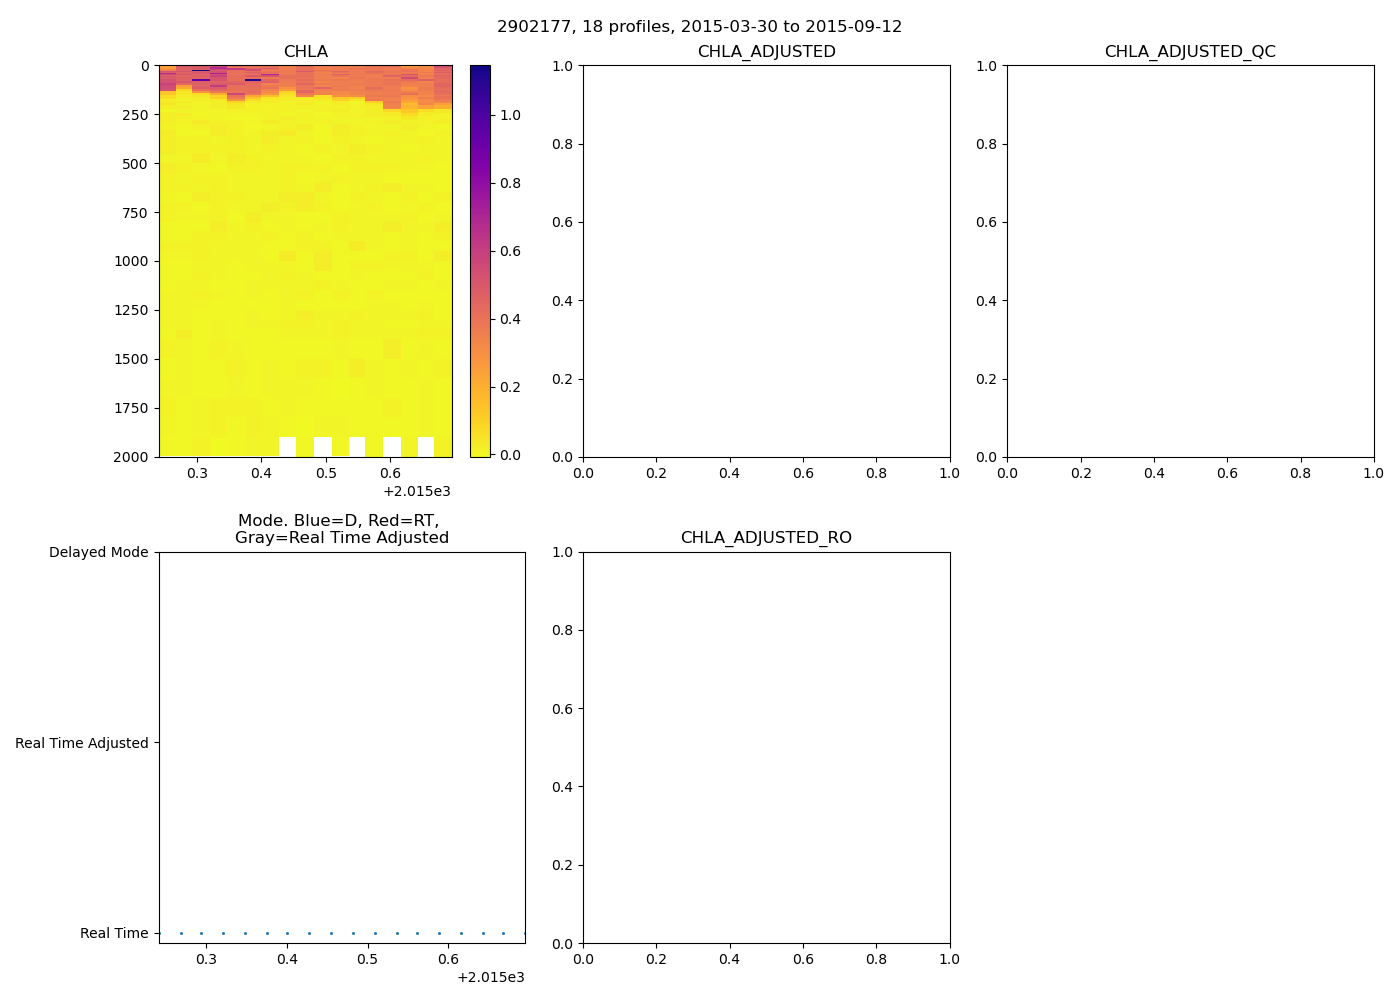 2902177, 18 profiles, 2015-03-30 to 2015-09-12
CHLA
0
250
500
750
1000
1250
1500
1750
2000
0.3 0.4 0.5 0.6
+2.015e3
1.0
0.8
0.6
0.4
0.2
0.0
CHLA_ADJUSTED
1.0
0.8
0.6
0.4
0.2
0.0
0.0 0.2 0.4 0.6 0.8 1.0
CHLA_ADJUSTED_QC
1.0
0.8
0.6
0.4
0.2
0.0
0.0 0.2 0.4 0.6 0.8 1.0
Mode. Blue=D, Red=RT,
Gray=Real Time Adjusted
Delayed Mode
Real Time Adjusted
Real Time
0.3 0.4 0.5 0.6
+2.015e3
CHLA_ADJUSTED_RO
1.0
0.8
0.6
0.4
0.2
0.0
0.0 0.2 0.4 0.6 0.8 1.0